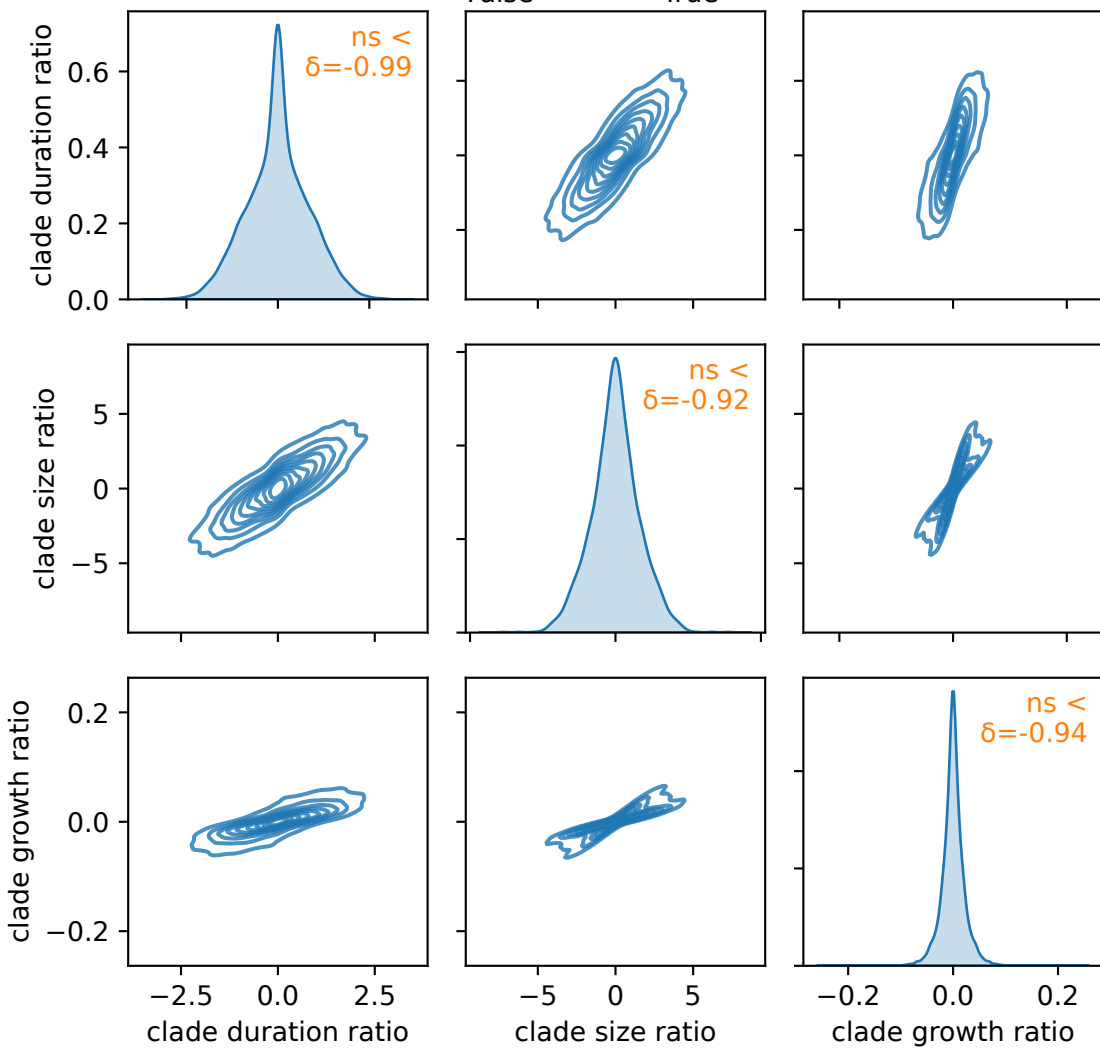 True
clade duration ratio
0.6
0.4
0.2
0.0
ns <
δ=-0.99
clade size ratio
5
0
−5
ns <
δ=-0.92
clade growth ratio
0.2
0.0
−0.2
ns <
δ=-0.94
−2.5 0.0 2.5
clade duration ratio
−5 0 5
clade size ratio
−0.2 0.0 0.2
clade growth ratio